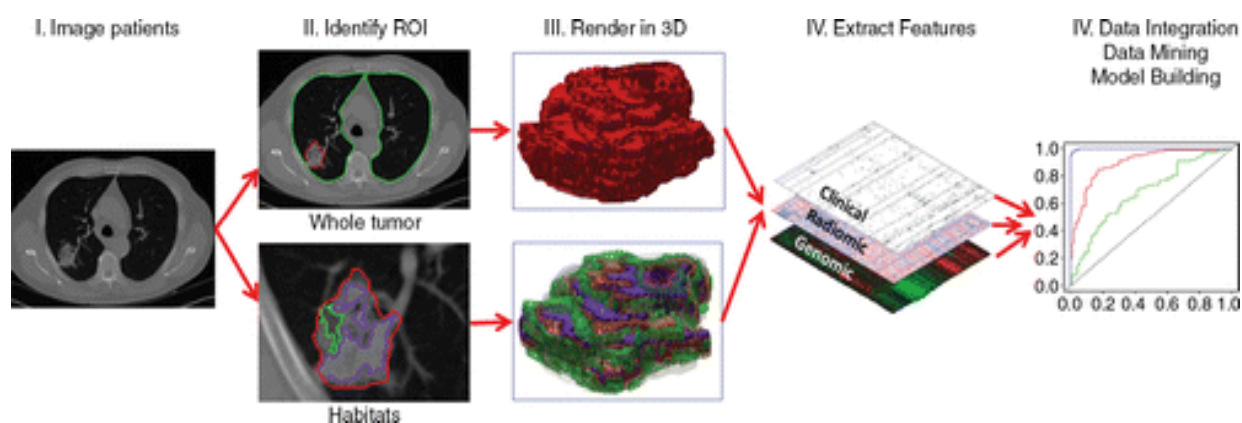 I. Image patients
II. Identify ROI
III. Render in 3D
IV. Extract Features
IV. Data Integration
Data Mining
Model Building
Whole tumor
Habitats
Clinical
Radiomic
Genomic
1.0
0.8
0.6
0.4
0.2
0.0
0.0 0.2 0.4 0.6 0.8 1.0